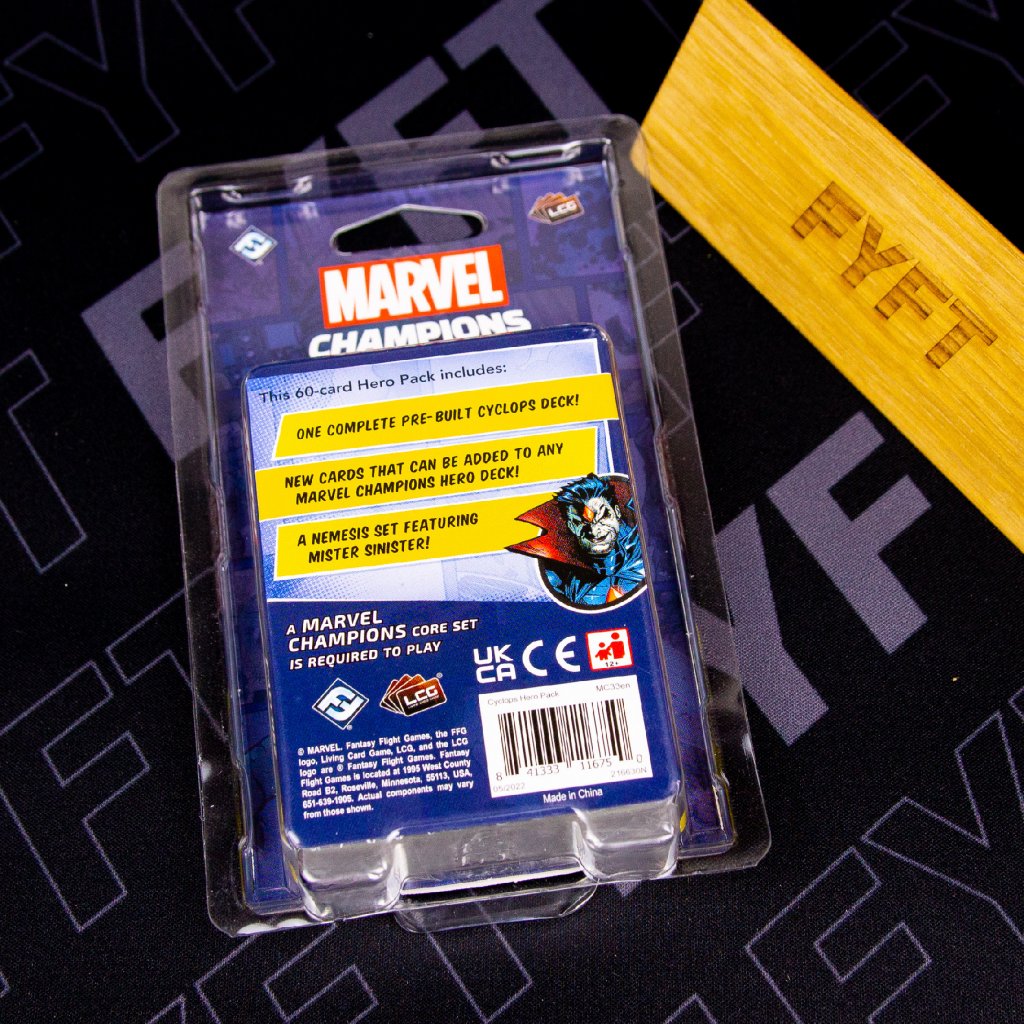 FYFT
LCG
MARVEL
CHAMPIONS
This 60-card Hero Pack includes:
ONE COMPLETE PRE-BUILT CYCLOPS DECK!
NEW CARDS THAT CAN BE ADDED TO ANY
MARVEL CHAMPIONS HERO DECK!
A NEMESIS SET FEATURING
MISTER SINISTER!
A MARVEL
CHAMPIONS CORE SET
IS REQUIRED TO PLAY
UK
CA CE
12+
LCG
Cyclops Hero Pack MC33en
8 41333 11675 0
05/2022 216630N
Made in China
© MARVEL. Fantasy Flight Games, the FFG
logo, Living Card Game, LCG, and the LCG
logo are ® Fantasy Flight Games. Fantasy
Flight Games is located at 1995 West County
Road B2, Roseville, Minnesota, 55113, USA,
651-639-1905. Actual components may vary
from those shown.